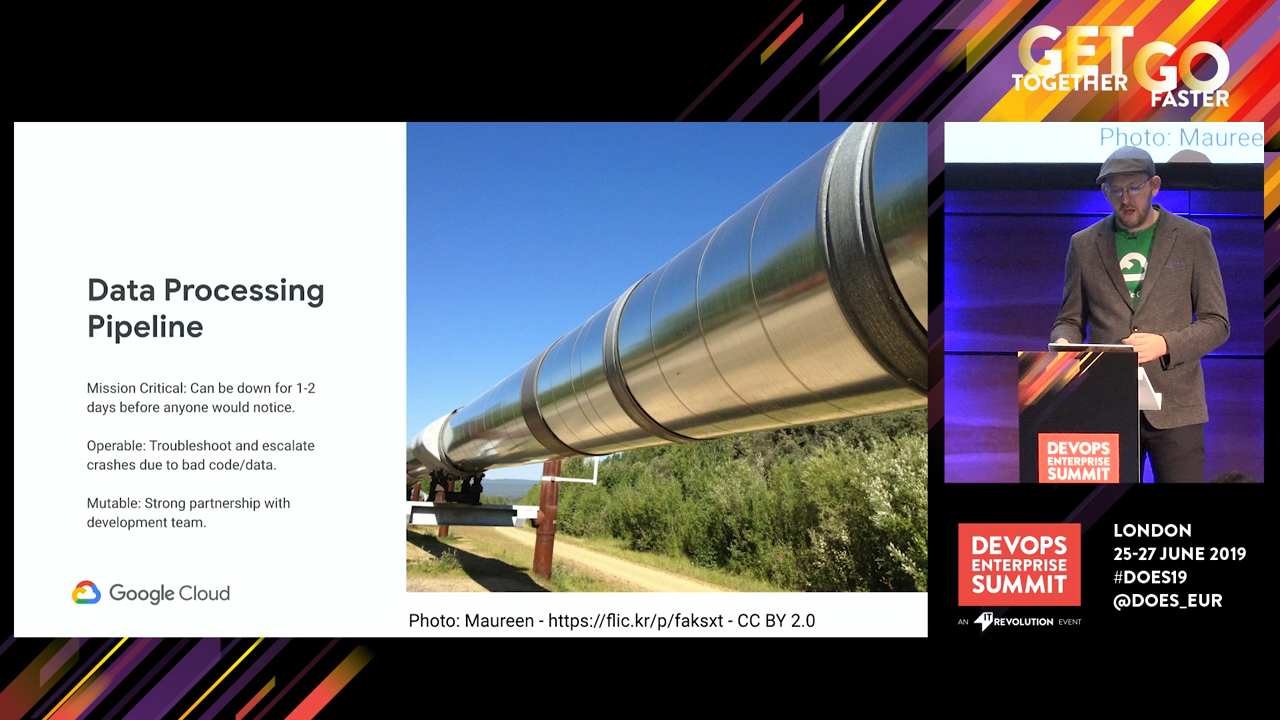 GET
TOGETHER
GO
FASTER
Data Processing
Pipeline
Mission Critical: Can be down for 1-2
days before anyone would notice.
Operable: Troubleshoot and escalate
crashes due to bad code/data.
Mutable: Strong partnership with
development team.
Google Cloud
Photo: Maureen - https://flic.kr/p/faksxt - CC BY 2.0
Photo: Mauree
DEVOPS
ENTERPRISE
SUMMIT
DEVOPS
ENTERPRISE
SUMMIT
AN IT REVOLUTION EVENT
LONDON
25-27 JUNE 2019
#DOES19
@DOES_EUR